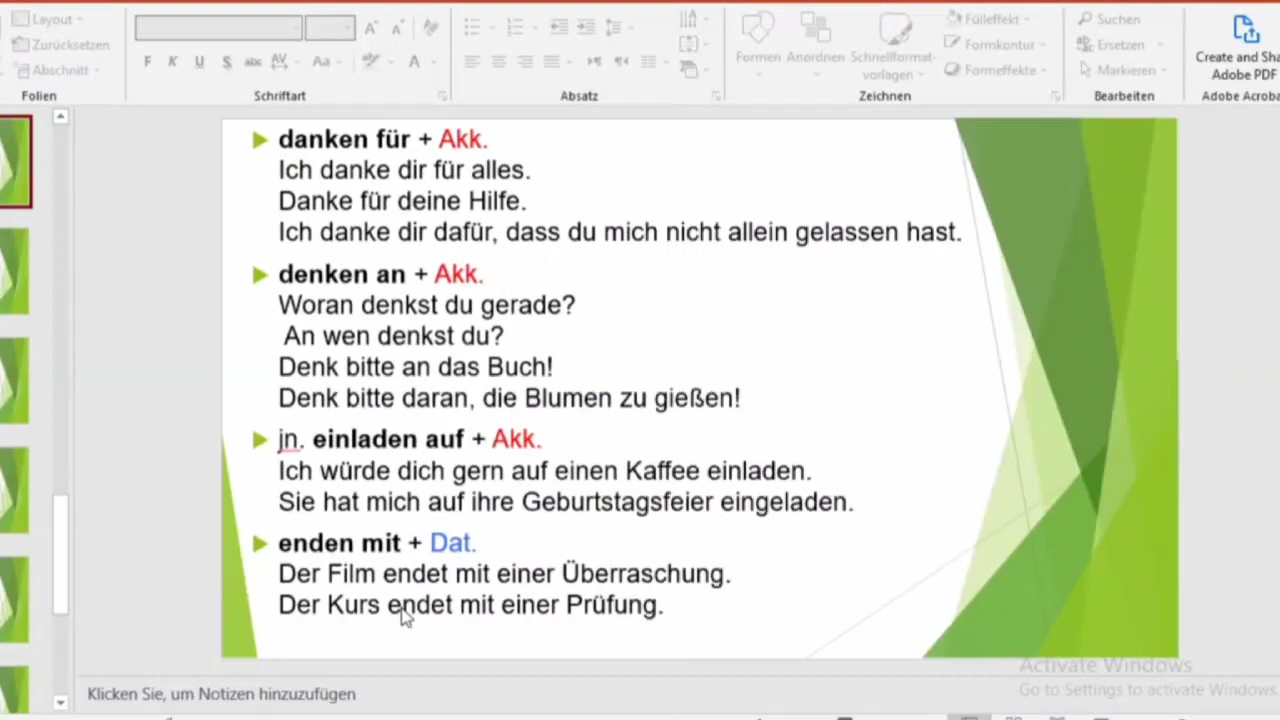 Layout
Zurücksetzen
Abschnitt
Folien
F K U S abc AV Aa A
Schriftart
Absatz
Formen
Anordnen
Schnellformat-
vorlagen
Fülleffekt
Formkontur
Formeffekte
Zeichnen
Suchen
Ersetzen
Markieren
Bearbeiten
Create and Sha
Adobe PDF
Adobe Acroba
danken für + Akk.
Ich danke dir für alles.
Danke für deine Hilfe.
Ich danke dir dafür, dass du mich nicht allein gelassen hast.
denken an + Akk.
Woran denkst du gerade?
An wen denkst du?
Denk bitte an das Buch!
Denk bitte daran, die Blumen zu gießen!
jn. einladen auf + Akk.
Ich würde dich gern auf einen Kaffee einladen.
Sie hat mich auf ihre Geburtstagsfeier eingeladen.
enden mit + Dat.
Der Film endet mit einer Überraschung.
Der Kurs endet mit einer Prüfung.
Activate Windows
Go to Settings to activate Windows.
Klicken Sie, um Notizen hinzuzufügen